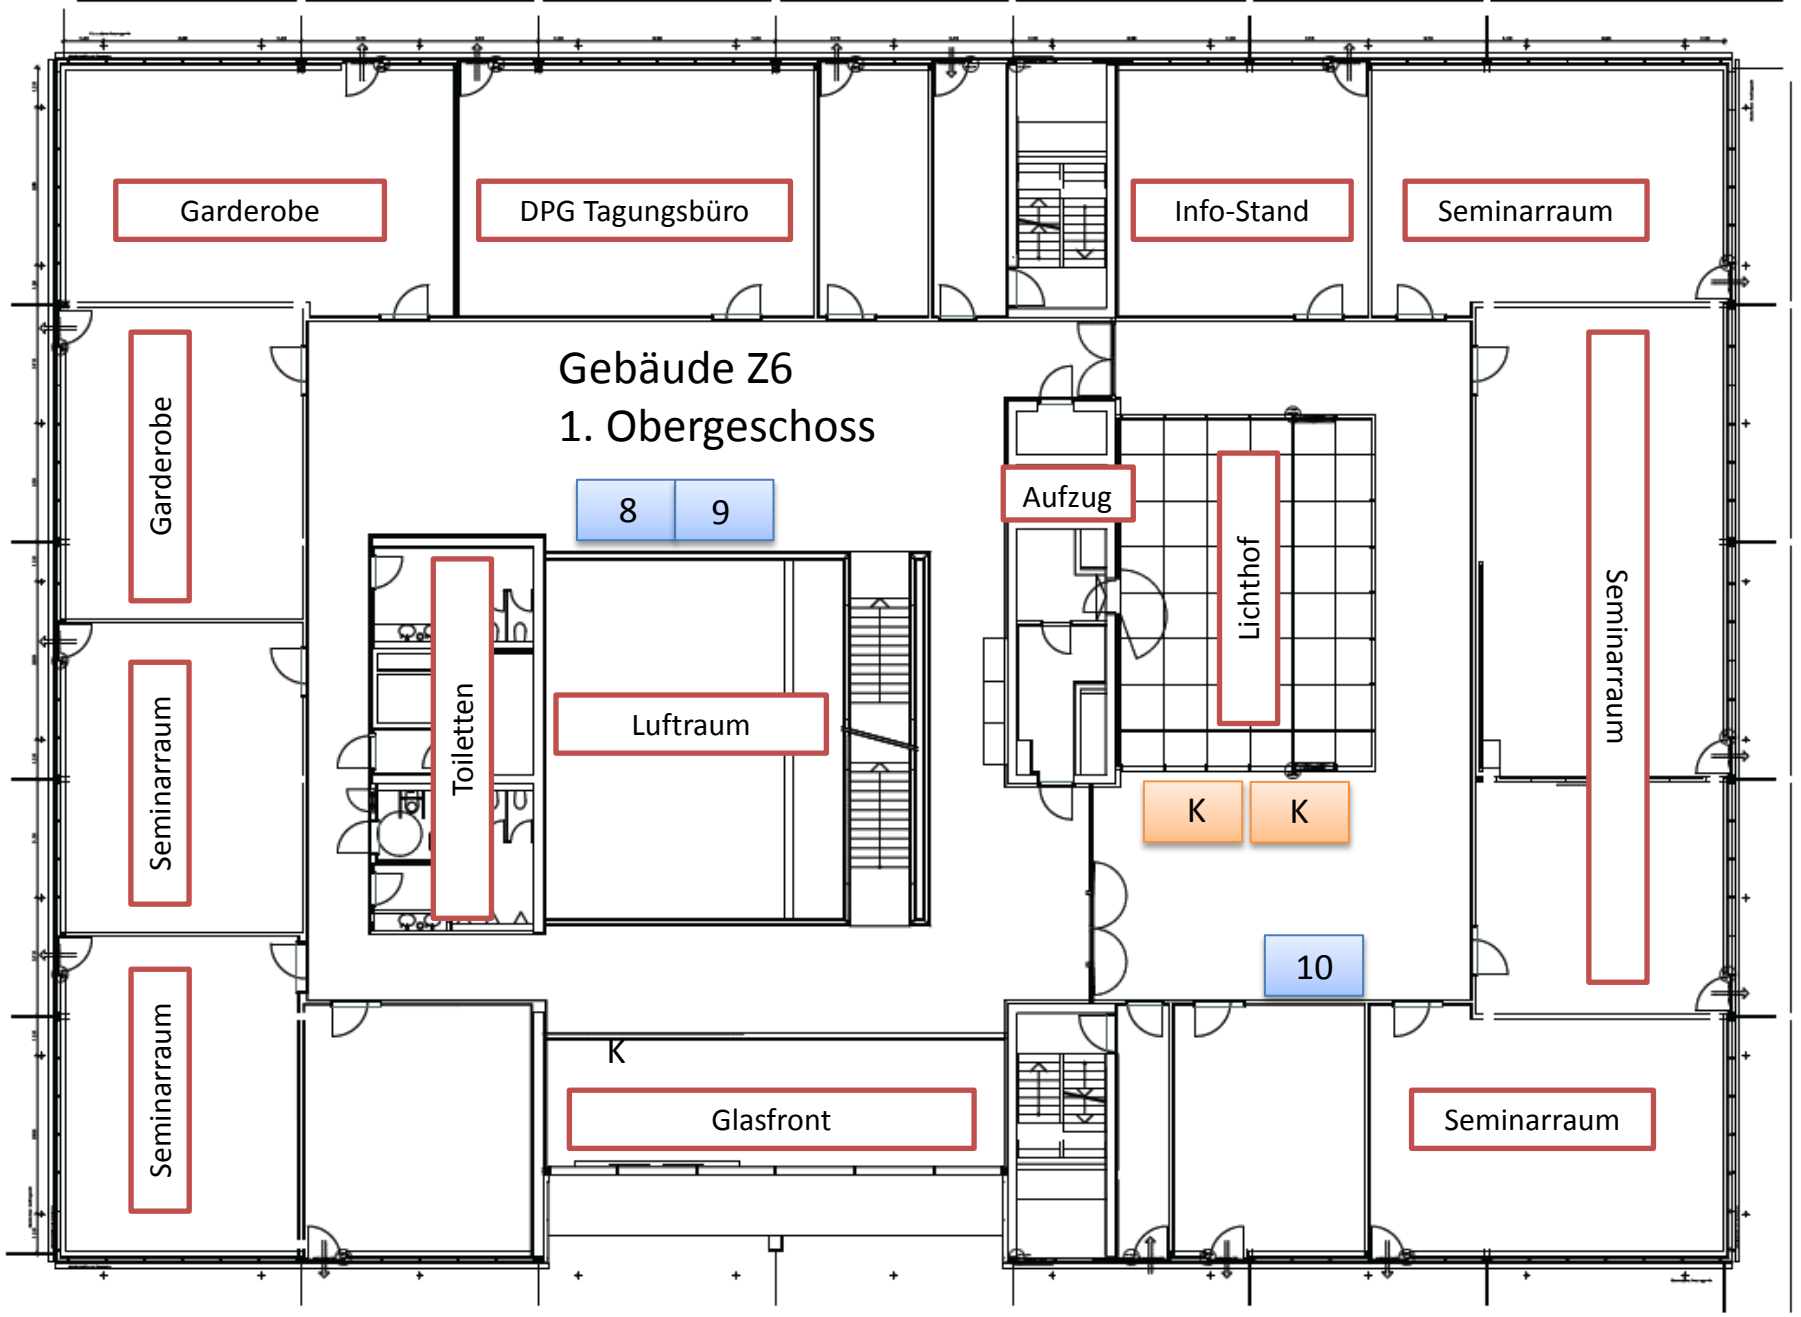 Garderobe
DPG Tagungsbüro
Info-Stand
Seminarraum
Gebäude Z6
1. Obergeschoss
Garderobe
8
9
Aufzug
Lichthof
Seminarraum
Toiletten
Luftraum
Seminarraum
K
K
10
Seminarraum
K
Glasfront
Seminarraum